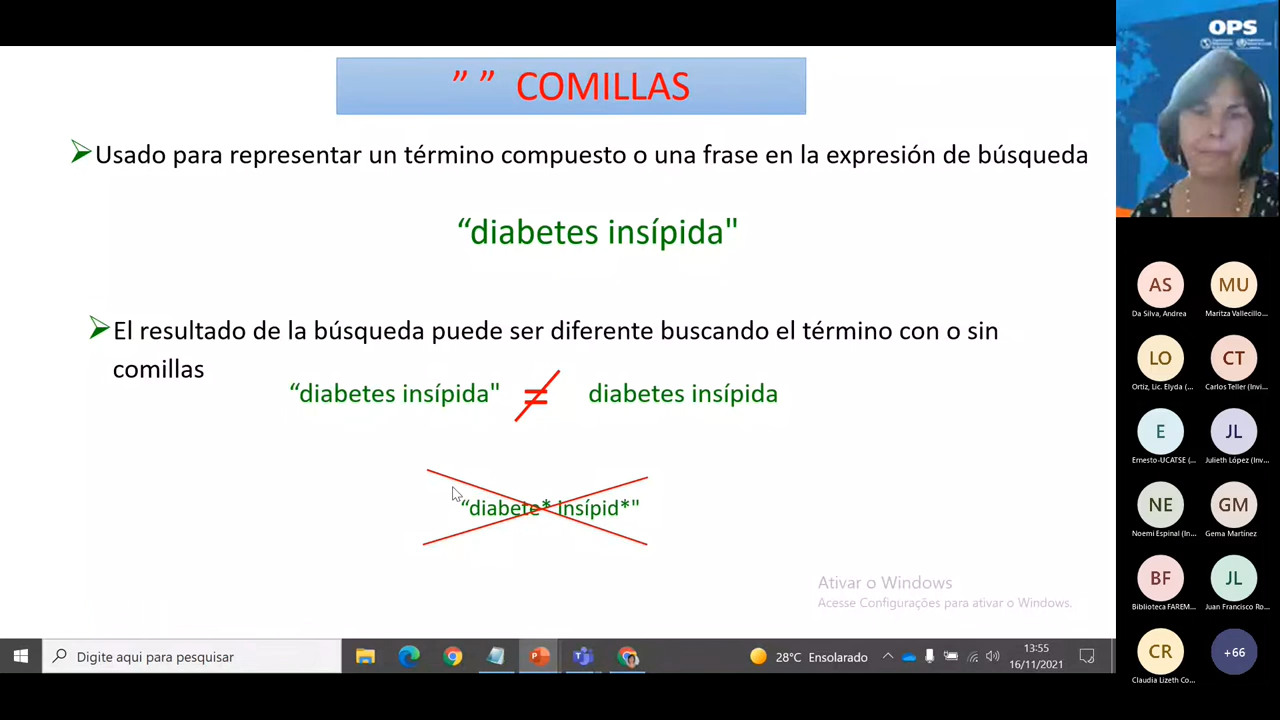 ” ” COMILLAS
Usado para representar un término compuesto o una frase en la expresión de búsqueda
“diabetes insípida"
El resultado de la búsqueda puede ser diferente buscando el término con o sin
comillas
“diabetes insípida" ≠ diabetes insípida
“diabete* insípid*"
Ativar o Windows
Acesse Configurações para ativar o Windows.
Digite aqui para pesquisar
28°C Ensolarado
13:55
16/11/2021
OPS
AS
MU
Da Silva, Andrea
Maritza Vallecillo...
LO
CT
Ortiz, Lic. Elyda (...
Carlos Teller (Invi...
E
JL
Ernesto-UCATSE (...
Julieth López (Inv...
NE
GM
Noemi Espinal (In...
Gema Martínez
BF
JL
Biblioteca FAREM...
Juan Francisco Ro...
CR
+66
Claudia Lizeth Co...